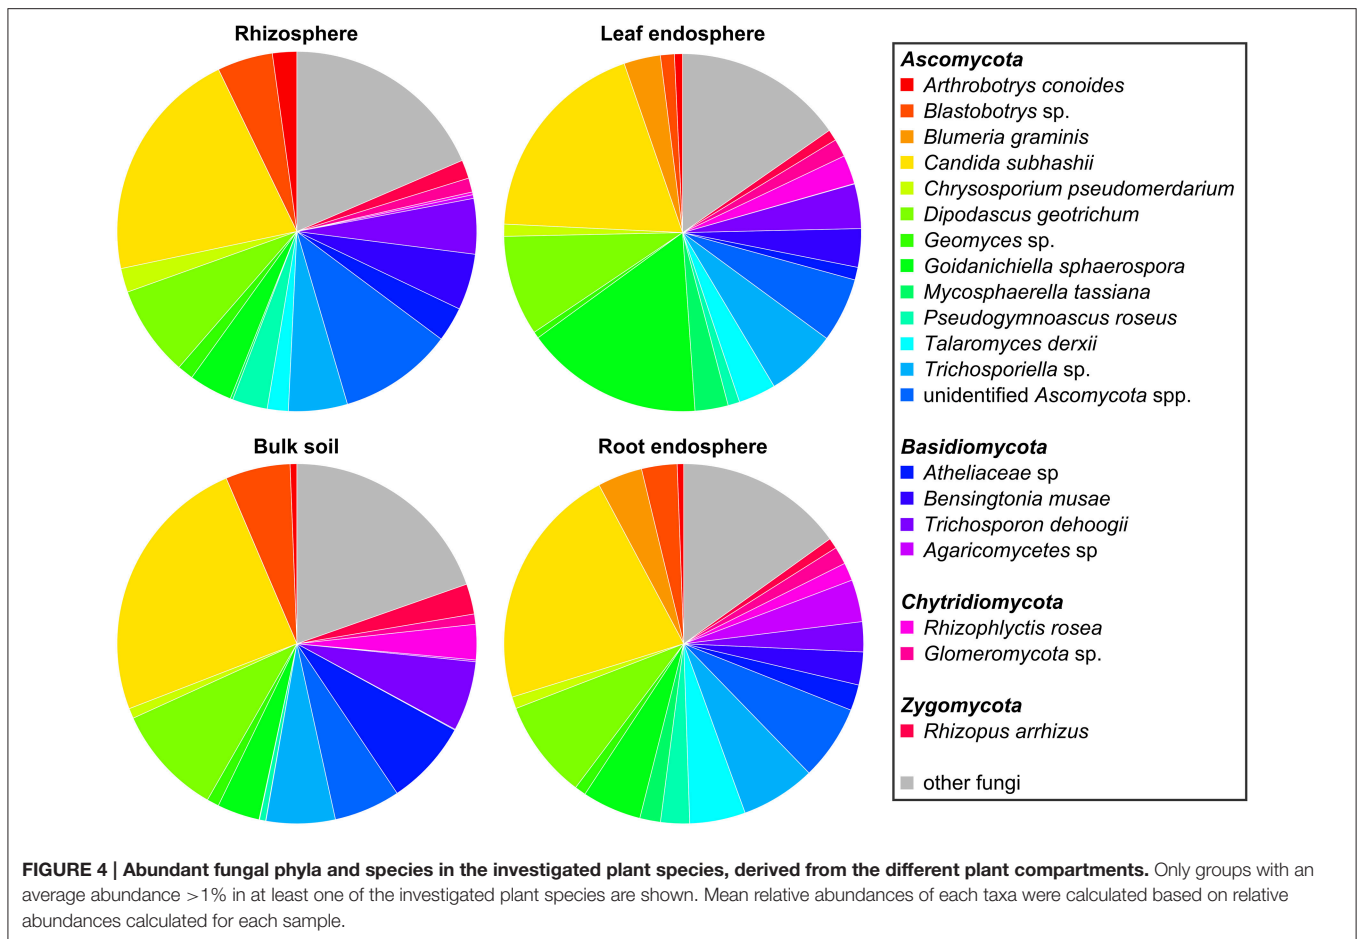 Rhizosphere
Leaf endosphere
Bulk soil
Root endosphere
Ascomycota
Arthrobotrys conoides
Blastobotrys sp.
Blumeria graminis
Candida subhashii
Chrysosporium pseudomerdarium
Dipodascus geotrichum
Geomyces sp.
Goidanichiella sphaerospora
Mycosphaerella tassiana
Pseudogymnoascus roseus
Talaromyces derxii
Trichosporiella sp.
unidentified Ascomycota spp.
Basidiomycota
Atheliaceae sp
Bensingtonia musae
Trichosporon dehoogii
Agaricomycetes sp
Chytridiomycota
Rhizophlyctis rosea
Glomeromycota sp.
Zygomycota
Rhizopus arrhizus
other fungi
FIGURE 4 | Abundant fungal phyla and species in the investigated plant species, derived from the different plant compartments. Only groups with an
average abundance >1% in at least one of the investigated plant species are shown. Mean relative abundances of each taxa were calculated based on relative
abundances calculated for each sample.